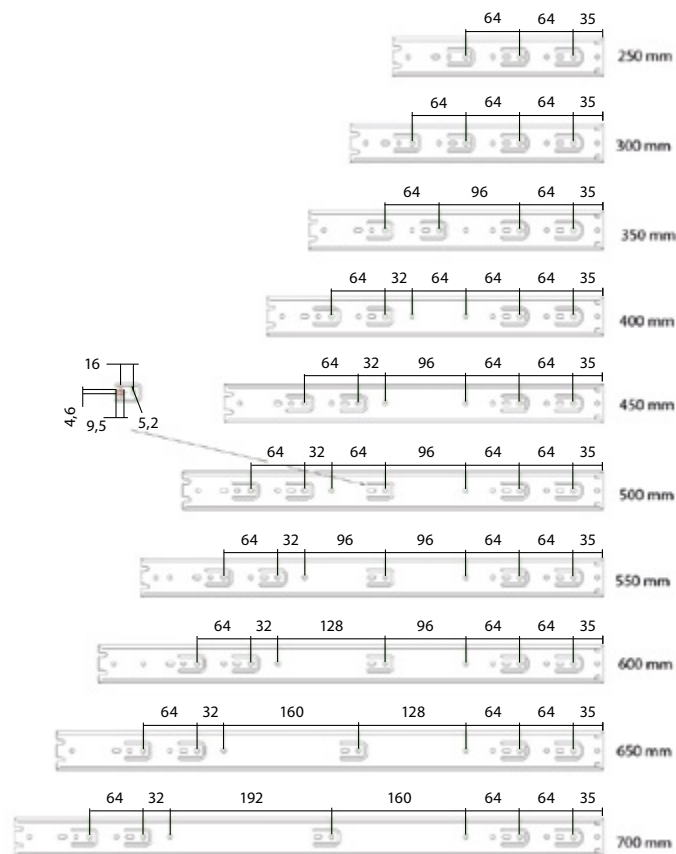 64 64 35
250 mm
64 64 64 35
300 mm
64 96 64 35
350 mm
64 32 64 64 64 35
400 mm
16
4,6
9,5
5,2
64 32 96 64 64 35
450 mm
64 32 64 96 64 64 35
500 mm
64 32 96 96 64 64 35
550 mm
64 32 128 96 64 64 35
600 mm
64 32 160 128 64 64 35
650 mm
64 32 192 160 64 64 35
700 mm